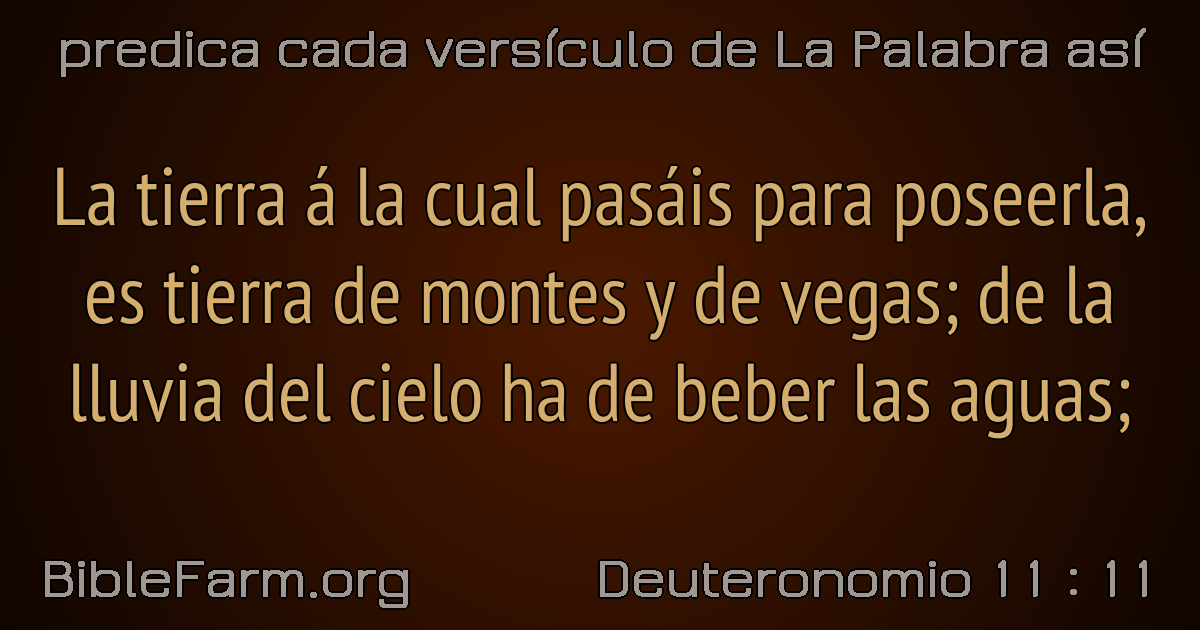 predica cada versículo de La Palabra así
La tierra á la cual pasáis para poseerla,
es tierra de montes y de vegas; de la
lluvia del cielo ha de beber las aguas;
BibleFarm.org
Deuteronomio 11 : 11